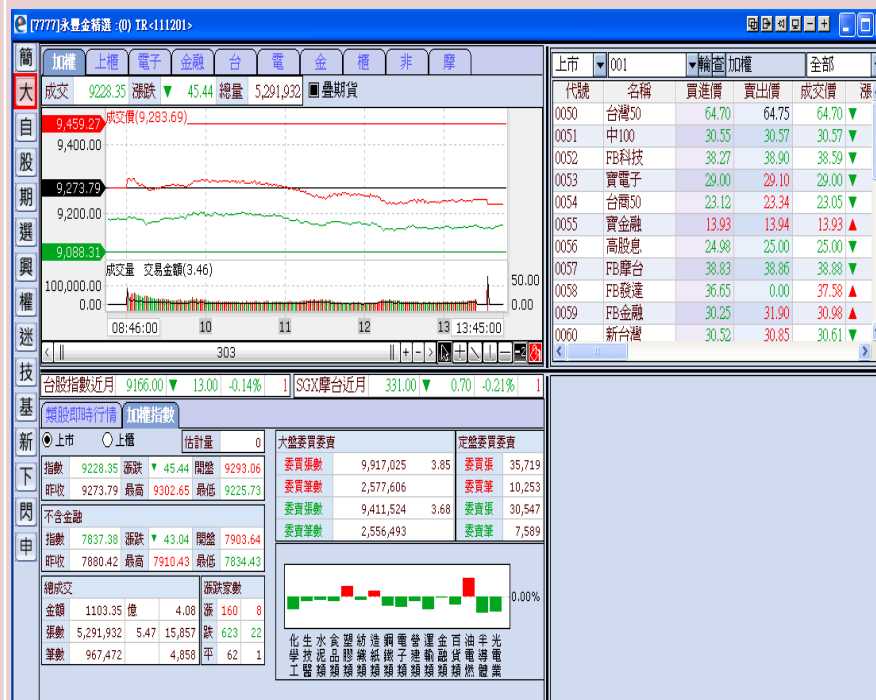 [7777]永豐金精選 :(0) TR<111201>
簡
大
自
股
期
選
興
權
迷
技
基
新
下
閃
申
加權 上櫃 電子 金融 台 電 金 櫃 非 摩
成交 9228.35 漲跌 ▼ 45.44 總量 5,291,932 疊期貨
成交價(9,283.69)
9,459.27
9,400.00
9,273.79
9,200.00
9,088.31
成交量 交易金額(3.46)
100,000.00 50.00
0.00 0.00
08:46:00 10 11 12 13 13:45:00
303
台股指數近月 9166.00 ▼ 13.00 -0.14% 1 SGX摩台近月 331.00 ▼ 0.70 -0.21% 1
類股即時行情 加權指數
上市 上櫃 估計量 0
指數 9228.35 漲跌 ▼ 45.44 開盤 9293.06
昨收 9273.79 最高 9302.65 最低 9225.73
不含金融
指數 7837.38 漲跌 ▼ 43.04 開盤 7903.64
昨收 7880.42 最高 7910.43 最低 7834.43
總成交 漲跌家數
金額 1103.35 億 4.08 漲 160 8
張數 5,291,932 5.47 15,857 跌 623 22
筆數 967,472 4,858 平 62 1
大盤委買委賣 定盤委買委賣
委買張數 9,917,025 3.85 委買張 35,719
委買筆數 2,577,606 委買筆 10,253
委賣張數 9,411,524 3.68 委賣張 30,547
委賣筆數 2,556,493 委賣筆 7,589
0.00%
化學工
生技醫
水泥類
食品類
塑膠類
紡織類
造紙類
鋼鐵類
電子類
營建類
運輸類
金融類
百貨類
油電燃
半導體
光電業
上市 001 輪 查 加權 全部
代號 名稱 買進價 賣出價 成交價 漲
0050 台灣50 64.70 64.75 64.70 ▼
0051 中100 30.55 30.57 30.57 ▼
0052 FB科技 38.27 38.90 38.59 ▼
0053 寶電子 29.00 29.10 29.00 ▼
0054 台商50 23.12 23.34 23.05 ▼
0055 寶金融 13.93 13.94 13.93 ▲
0056 高股息 24.98 25.00 25.00 ▼
0057 FB摩台 38.83 38.86 38.88 ▼
0058 FB發達 36.65 0.00 37.58 ▲
0059 FB金融 30.25 31.90 30.98 ▲
0060 新台灣 30.52 30.85 30.61 ▼